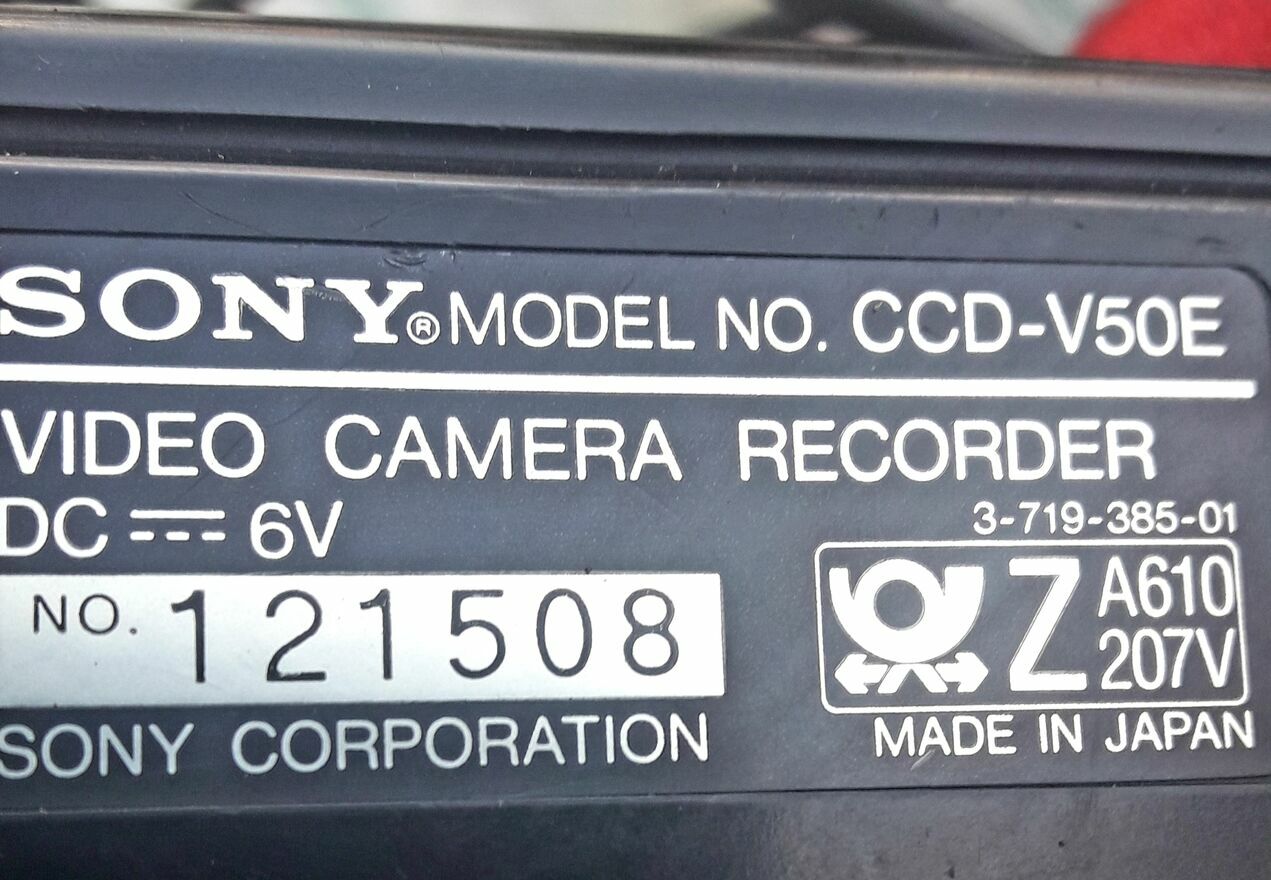 SONY® MODEL NO. CCD-V50E
VIDEO CAMERA RECORDER
DC ⎓ 6V
3-719-385-01
NO. 121508
Z A610 207V
SONY CORPORATION
MADE IN JAPAN